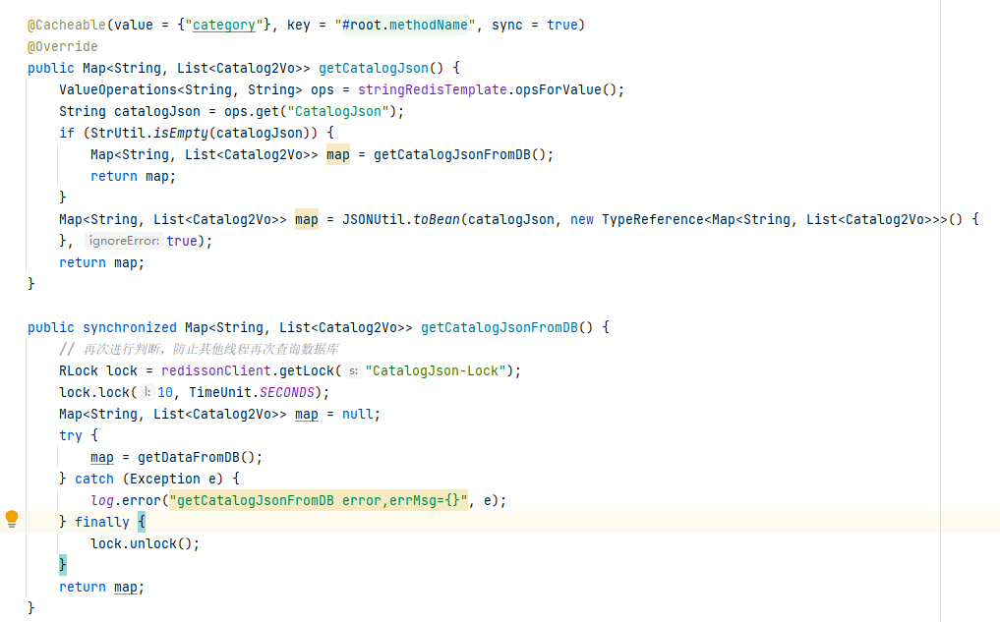 @Cacheable(value = {"category"}, key = "#root.methodName", sync = true)
@Override
public Map<String, List<Catalog2Vo>> getCatalogJson() {
ValueOperations<String, String> ops = stringRedisTemplate.opsForValue();
String catalogJson = ops.get("CatalogJson");
if (StrUtil.isEmpty(catalogJson)) {
Map<String, List<Catalog2Vo>> map = getCatalogJsonFromDB();
return map;
}
Map<String, List<Catalog2Vo>> map = JSONUtil.toBean(catalogJson, new TypeReference<Map<String, List<Catalog2Vo>>>() {
}, ignoreError: true);
return map;
}
public synchronized Map<String, List<Catalog2Vo>> getCatalogJsonFromDB() {
// 再次进行判断，防止其他线程再次查询数据库
RLock lock = redissonClient.getLock( s: "CatalogJson-Lock");
lock.lock( l: 10, TimeUnit.SECONDS);
Map<String, List<Catalog2Vo>> map = null;
try {
map = getDataFromDB();
} catch (Exception e) {
log.error("getCatalogJsonFromDB error,errMsg={}", e);
} finally {
lock.unlock();
}
return map;
}